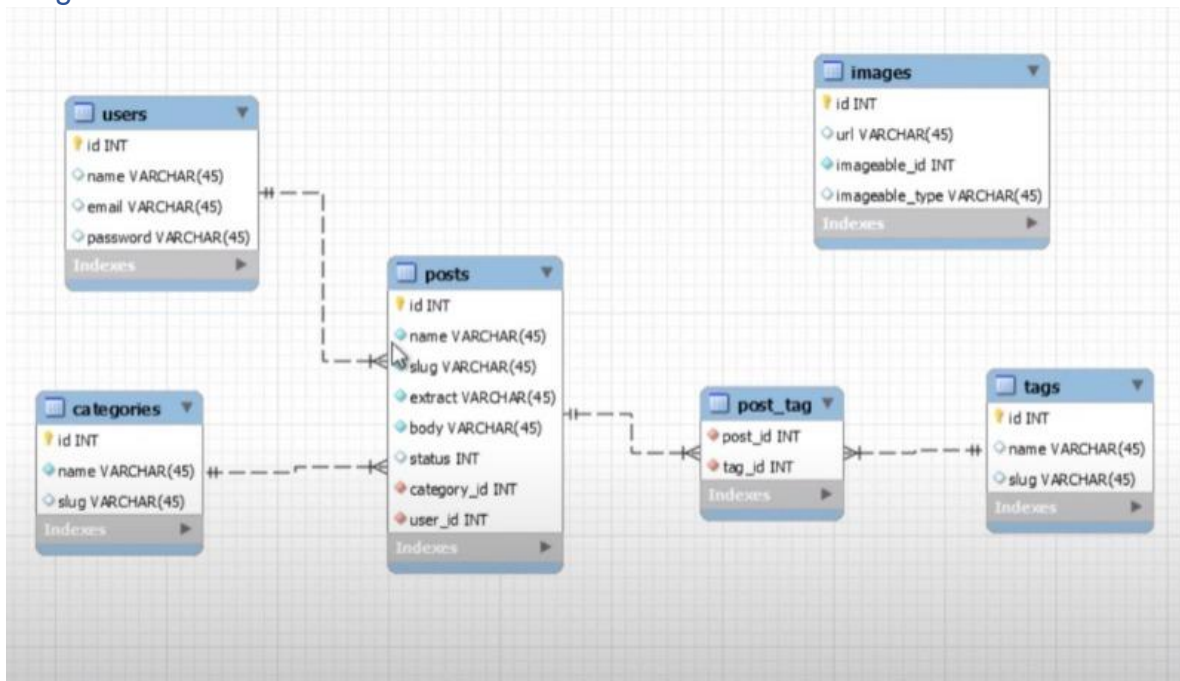 users
id INT
name VARCHAR(45)
email VARCHAR(45)
password VARCHAR(45)
Indexes
images
id INT
url VARCHAR(45)
imageable_id INT
imageable_type VARCHAR(45)
Indexes
posts
id INT
name VARCHAR(45)
slug VARCHAR(45)
extract VARCHAR(45)
body VARCHAR(45)
status INT
category_id INT
user_id INT
Indexes
categories
id INT
name VARCHAR(45)
slug VARCHAR(45)
Indexes
post_tag
post_id INT
tag_id INT
Indexes
tags
id INT
name VARCHAR(45)
slug VARCHAR(45)
Indexes